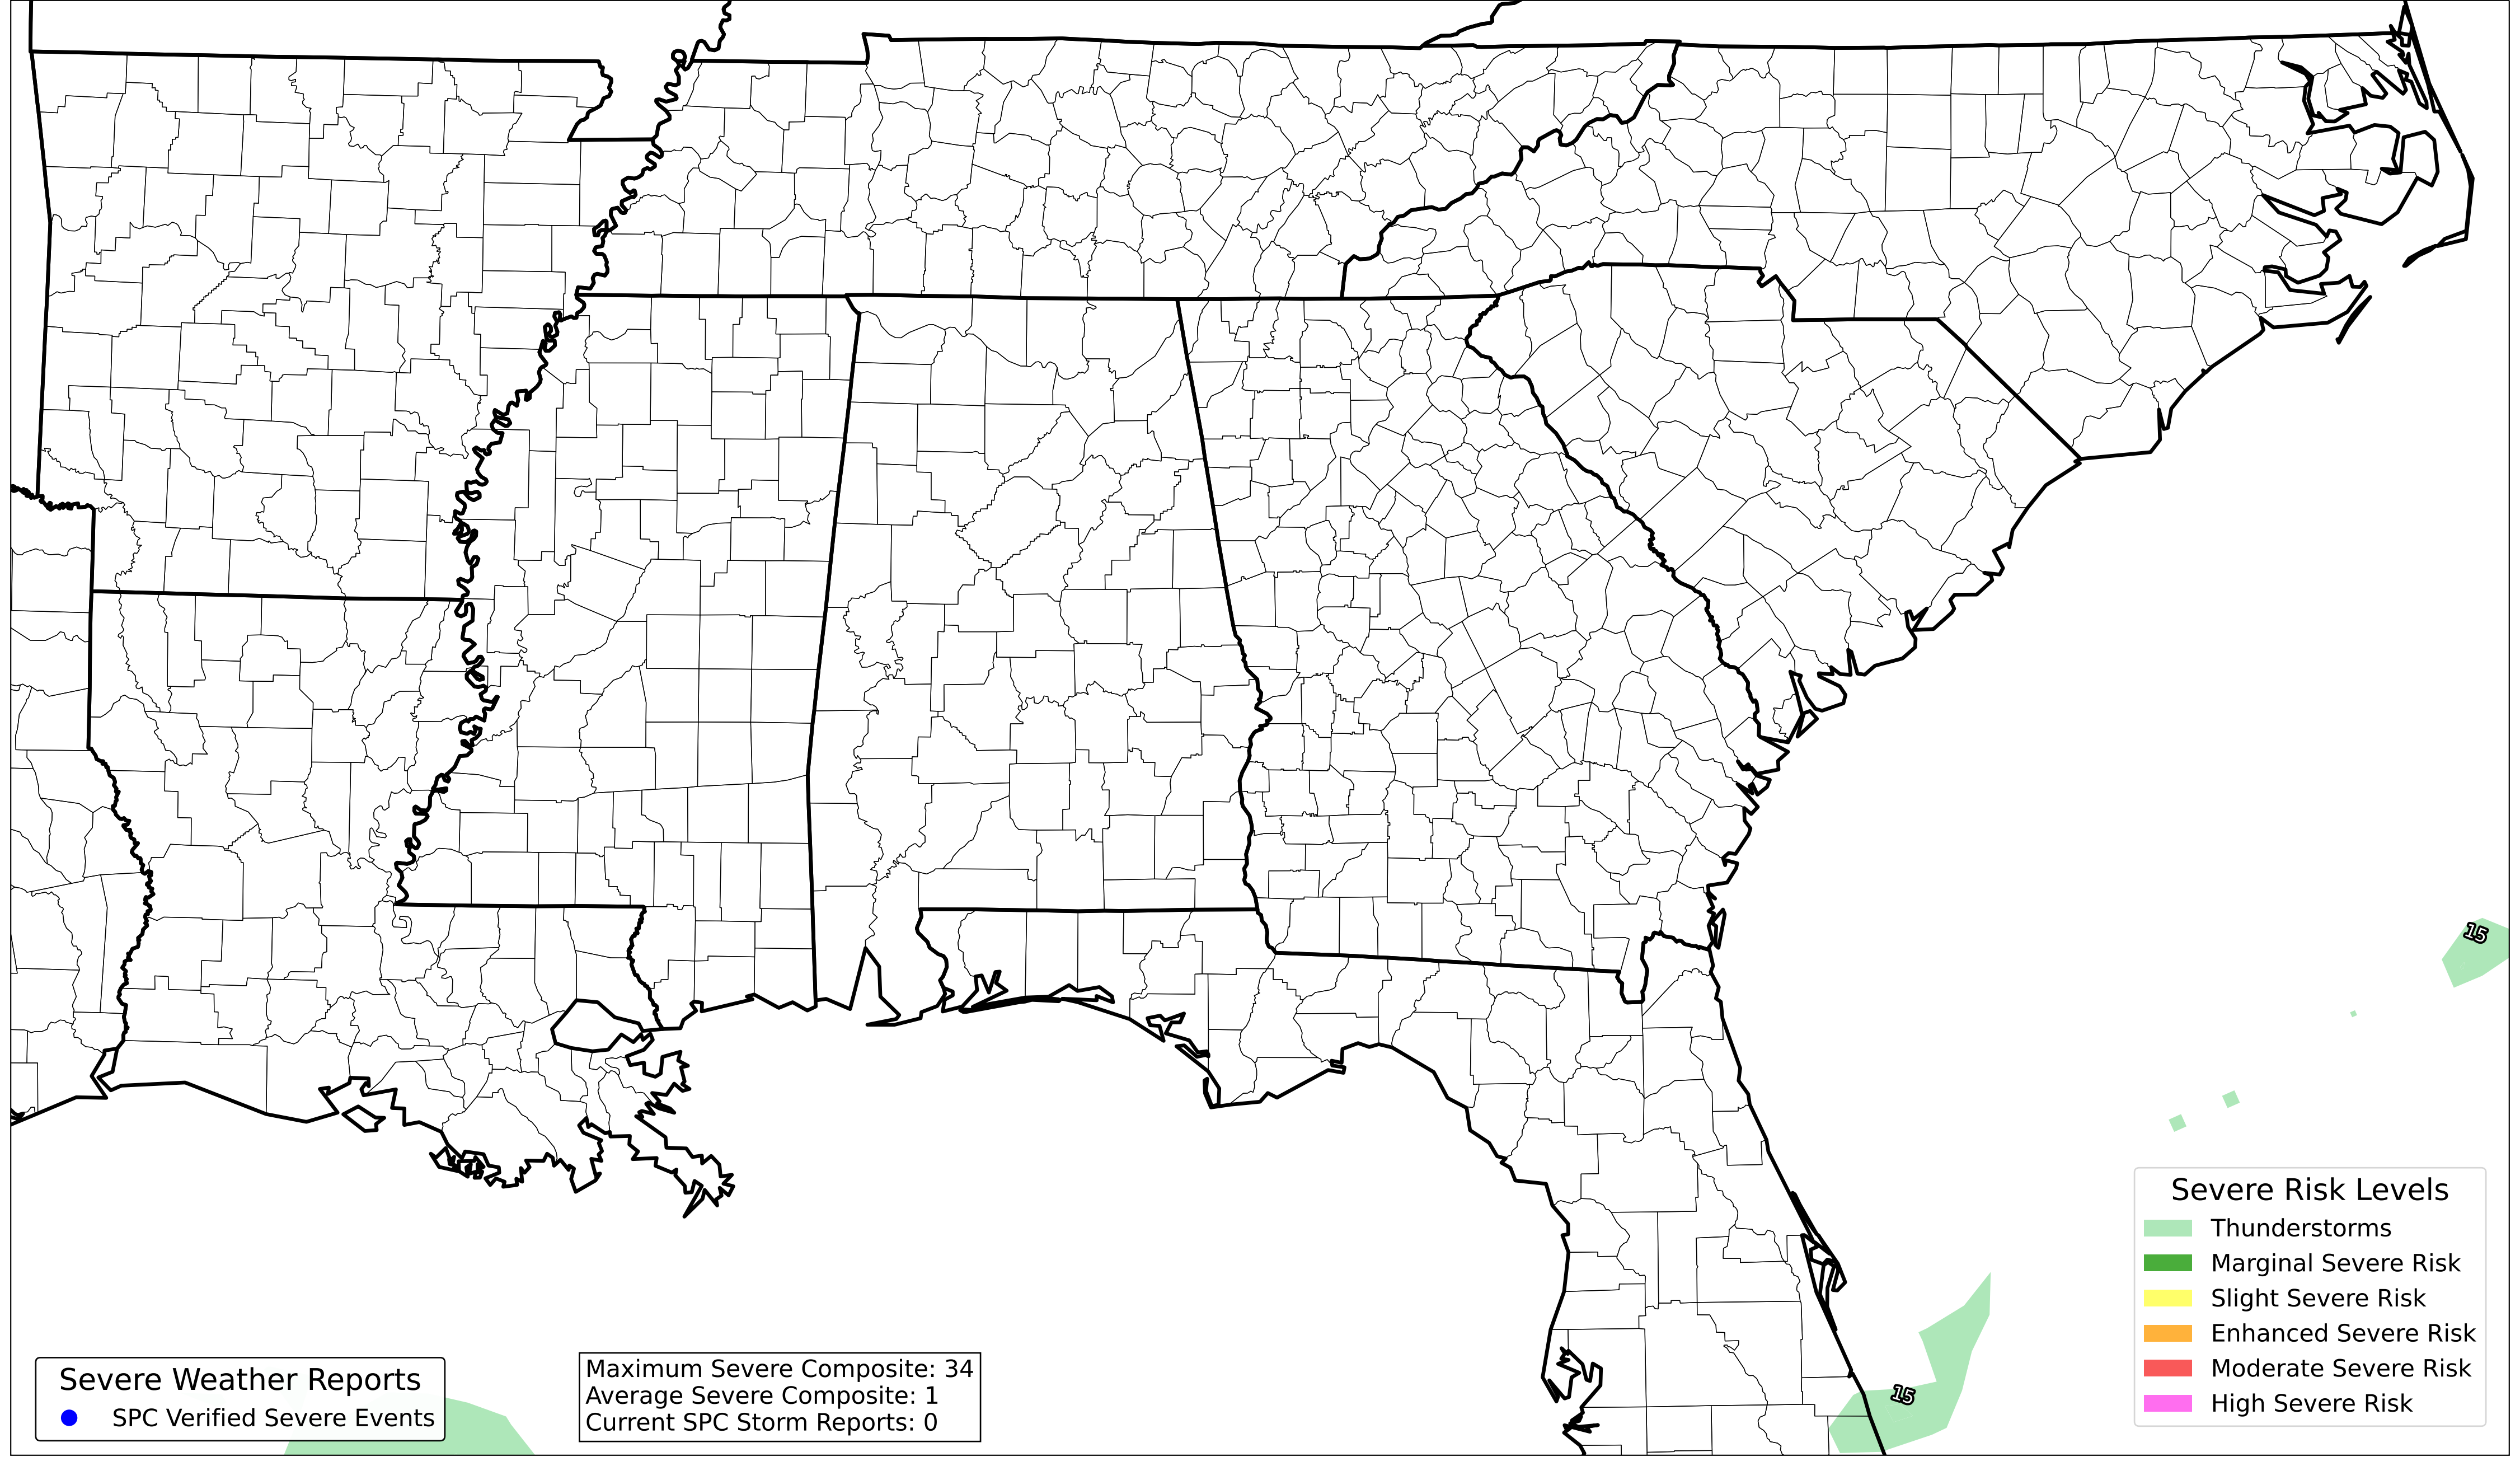 15
15
Severe Risk Levels
Thunderstorms
Marginal Severe Risk
Slight Severe Risk
Enhanced Severe Risk
Moderate Severe Risk
High Severe Risk
Severe Weather Reports
SPC Verified Severe Events
Maximum Severe Composite: 34
Average Severe Composite: 1
Current SPC Storm Reports: 0